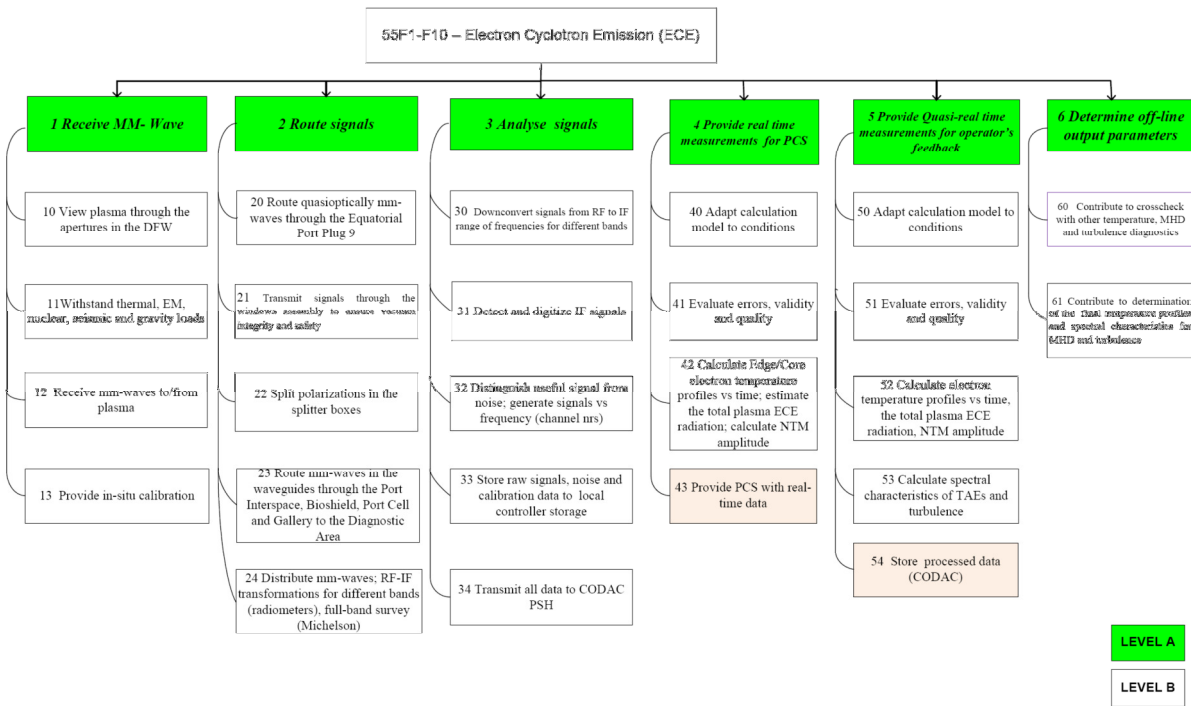 55F1-F10 – Electron Cyclotron Emission (ECE)
1 Receive MM- Wave
10 View plasma through the
apertures in the DFW
11Withstand thermal, EM,
nuclear, seismic and gravity loads
12 Receive mm-waves to/from
plasma
13 Provide in-situ calibration
2 Route signals
20 Route quasioptically mm-
waves through the Equatorial
Port Plug 9
21 Transmit signals through the
windows assembly to ensure vacuum
integrity and safety
22 Split polarizations in the
splitter boxes
23 Route mm-waves in the
waveguides through the Port
Interspace, Bioshield, Port Cell
and Gallery to the Diagnostic
Area
24 Distribute mm-waves; RF-IF
transformations for different bands
(radiometers), full-band survey
(Michelson)
3 Analyse signals
30 Downconvert signals from RF to IF
range of frequencies for different bands
31 Detect and digitize IF signals
32 Distinguish useful signal from
noise; generate signals vs
frequency (channel nrs)
33 Store raw signals, noise and
calibration data to local
controller storage
34 Transmit all data to CODAC
PSH
4 Provide real time
measurements for PCS
40 Adapt calculation
model to conditions
41 Evaluate errors, validity
and quality
42 Calculate Edge/Core
electron temperature
profiles vs time; estimate
the total plasma ECE
radiation; calculate NTM
amplitude
43 Provide PCS with real-
time data
5 Provide Quasi-real time
measurements for operator's
feedback
50 Adapt calculation model to
conditions
51 Evaluate errors, validity
and quality
52 Calculate electron
temperature profiles vs time,
the total plasma ECE
radiation, NTM amplitude
53 Calculate spectral
characteristics of TAEs and
turbulence
54 Store processed data
(CODAC)
6 Determine off-line
output parameters
60 Contribute to crosscheck
with other temperature, MHD
and turbulence diagnostics
61 Contribute to determination
of the final temperature profiles
and spectral characteristics for
MHD and turbulence
LEVEL A
LEVEL B